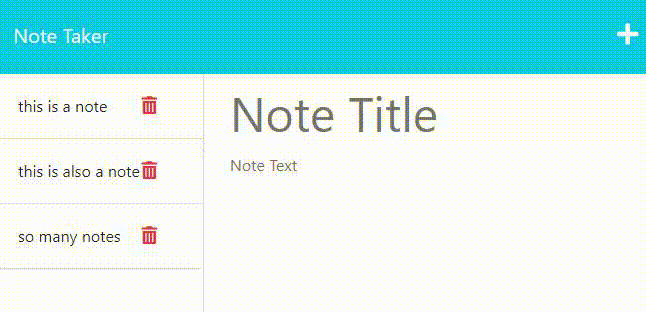 Note Taker
this is a note
this is also a note
so many notes
Note Title
Note Text